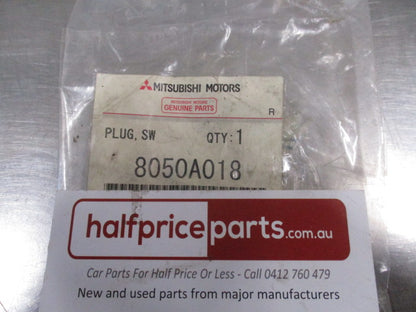 MITSUBISHI MOTORS
MITSUBISHI MOTORS
GENUINE PARTS
R
PLUG, SW QTY:1
8050A018
halfpriceparts.com.au
Car Parts For Half Price Or Less - Call 0412 760 479
New and used parts from major manufacturers